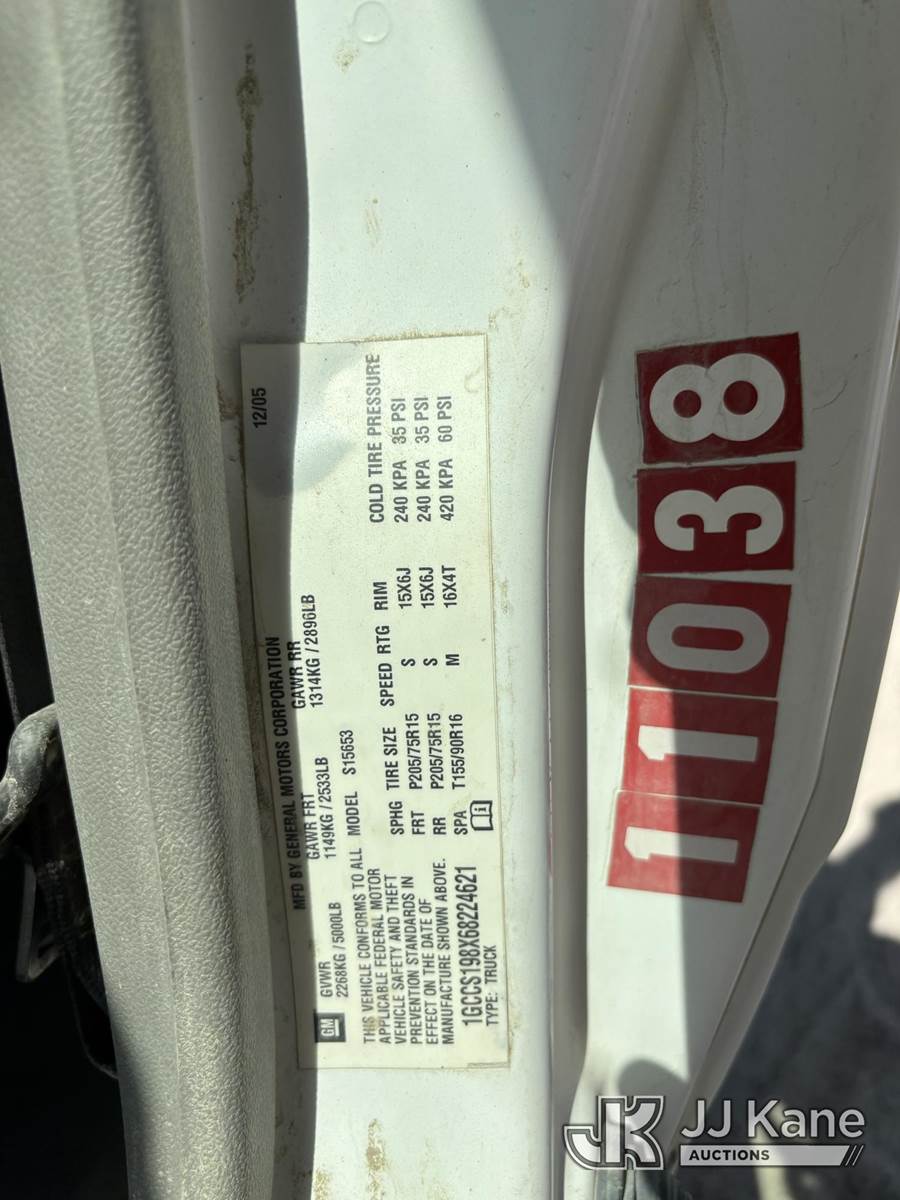 12/05
MFD BY GENERAL MOTORS CORPORATION
GM
GVWR GAWR FRT GAWR RR
2268KG / 5000LB 1149KG / 2533LB 1314KG / 2896LB
THIS VEHICLE CONFORMS TO ALL
APPLICABLE FEDERAL MOTOR
VEHICLE SAFETY AND THEFT
PREVENTION STANDARDS IN
EFFECT ON THE DATE OF
MANUFACTURE SHOWN ABOVE.
MODEL S15653
SPHG TIRE SIZE SPEED RTG RIM COLD TIRE PRESSURE
FRT P205/75R15 S 15X6J 240 KPA 35 PSI
RR P205/75R15 S 15X6J 240 KPA 35 PSI
SPA T155/90R16 M 16X4T 420 KPA 60 PSI
1GCCS198X68224621
TYPE: TRUCK
11038
JK JJ Kane
AUCTIONS